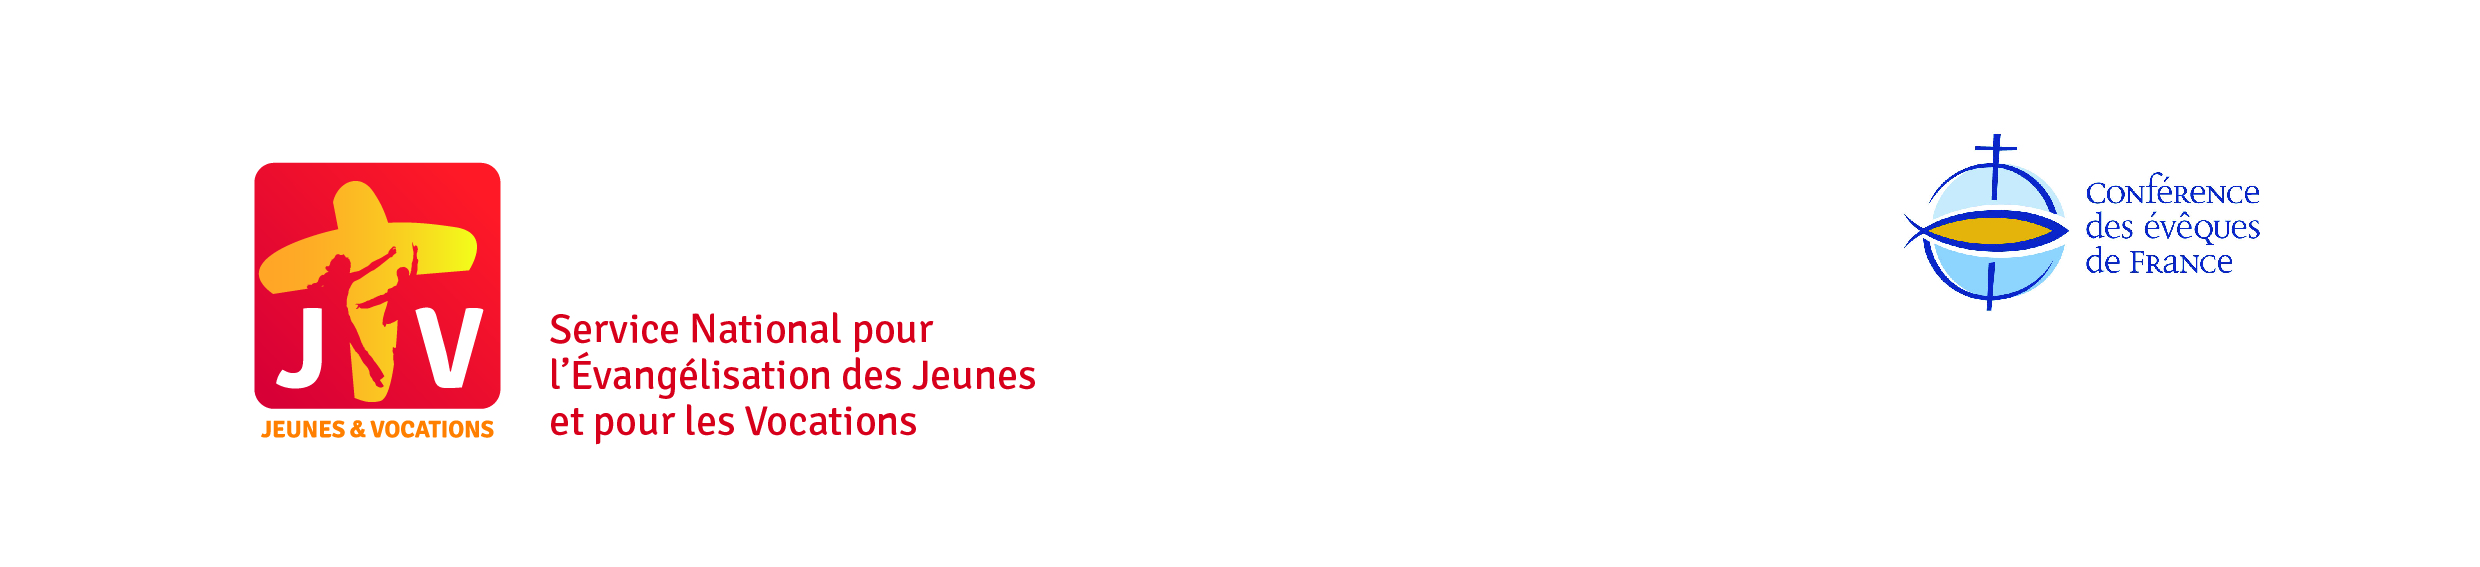 J V
JEUNES & VOCATIONS
Service National pour
l’Évangélisation des Jeunes
et pour les Vocations
Conférence
des évêques
de France